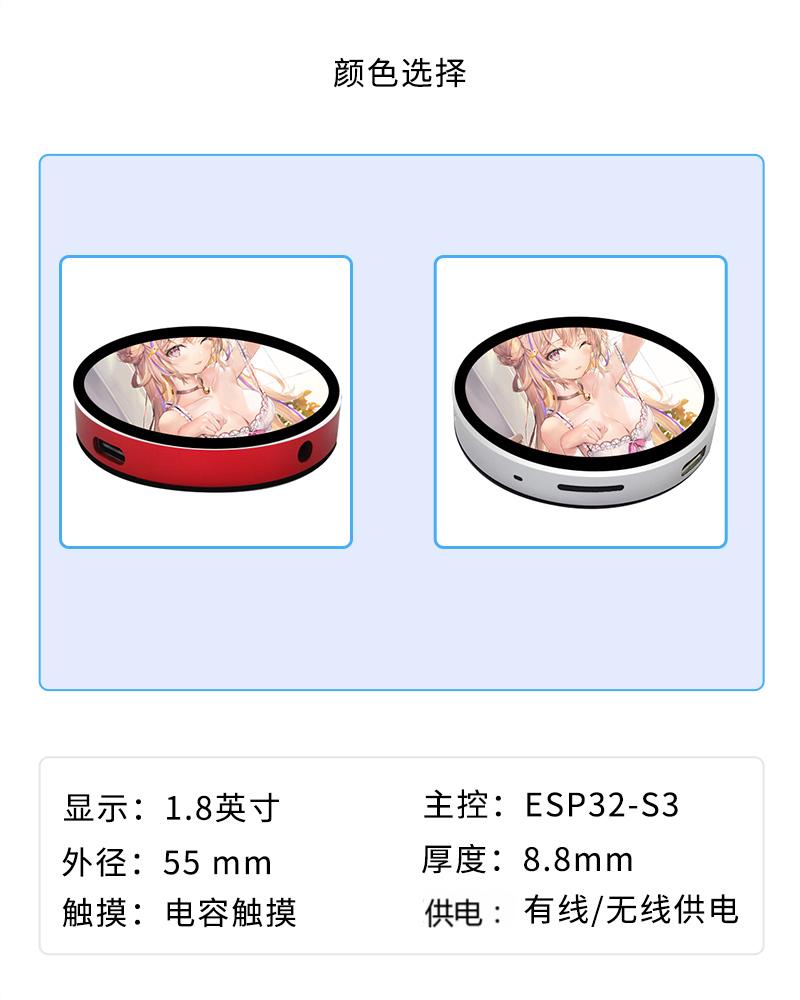 颜色选择
显示：1.8英寸
主控：ESP32-S3
外径：55 mm
厚度：8.8mm
触摸：电容触摸
供电：有线/无线供电